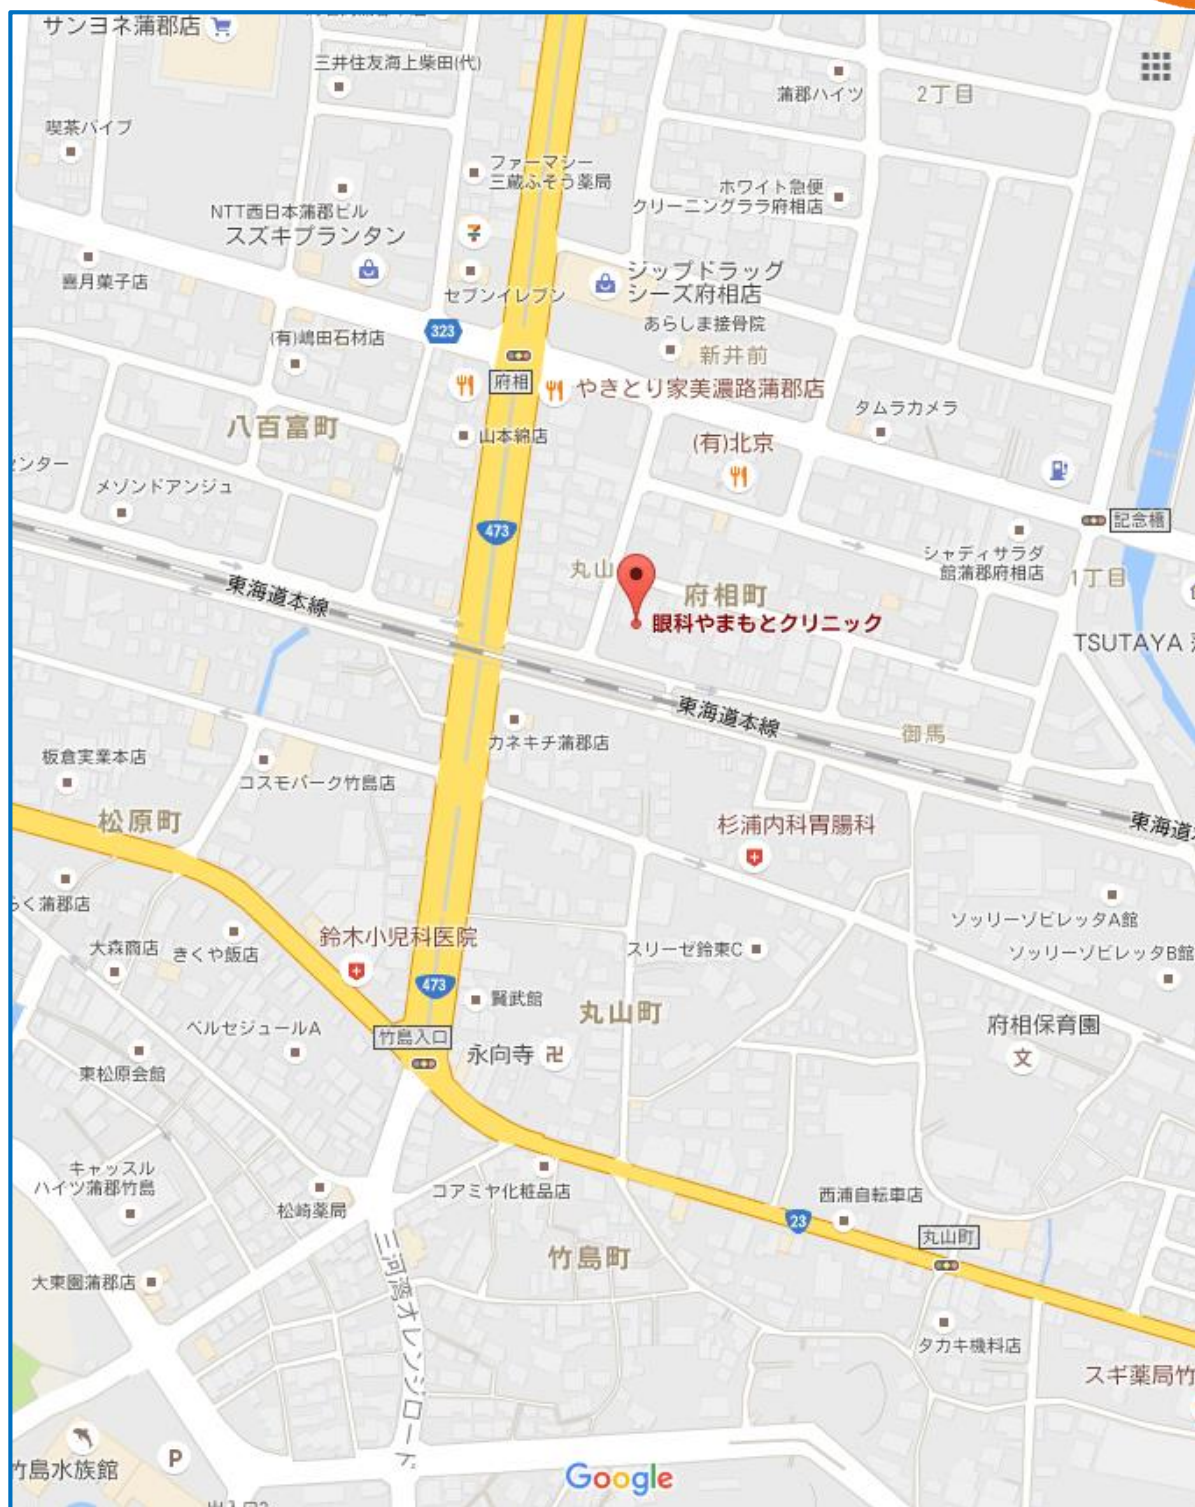 サンヨネ蒲郡店
三井住友海上柴田(代)
蒲郡ハイツ
2丁目
喫茶パイプ
ファーマシー
三蔵ふそう薬局
ホワイト急便
クリーニングララ府相店
NTT西日本蒲郡ビル
スズキプランタン
喜月菓子店
セブンイレブン
ジップドラッグ
シーズ府相店
(有)嶋田石材店
323
あらしま接骨院
新井前
府相
やきとり家美濃路蒲郡店
八百富町
山本綿店
タムラカメラ
(有)北京
センター
メゾンドアンジュ
473
記念橋
シャディサラダ
館蒲郡府相店
1丁目
丸山
府相町
東海道本線
眼科やまもとクリニック
TSUTAYA
東海道本線
御馬
カネキチ蒲郡店
板倉実業本店
コスモパーク竹島店
松原町
杉浦内科胃腸科
東海道
らく蒲郡店
大森商店
きくや飯店
鈴木小児科医院
スリーゼ鈴東C
ソッリーゾビレッタA館
ソッリーゾビレッタB館
473
賢武館
丸山町
ベルセジュールA
竹島入口
永向寺
府相保育園
文
東松原会館
キャッスル
ハイツ蒲郡竹島
松崎薬局
コアミヤ化粧品店
西浦自転車店
23
丸山町
三河湾オレンジロード
竹島町
大東園蒲郡店
タカキ機料店
スギ薬局竹
竹島水族館
P
Google